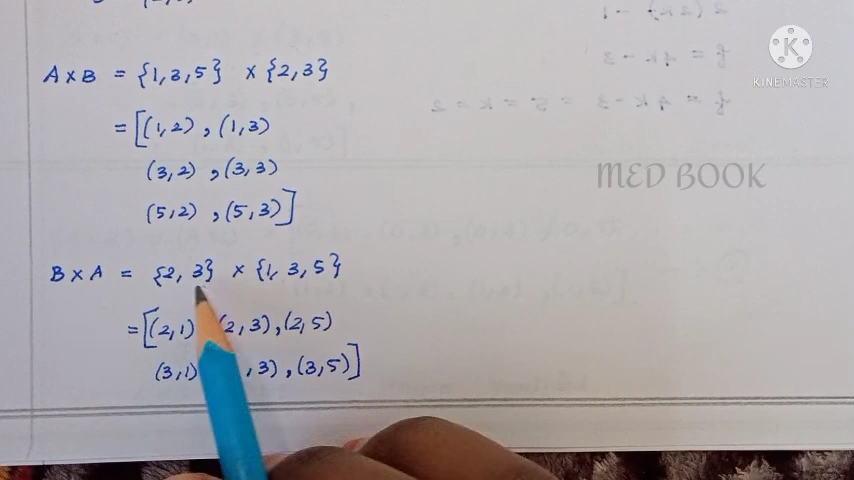 A × B = {1, 3, 5} × {2, 3}
= [(1, 2), (1, 3)
(3, 2), (3, 3)
(5, 2), (5, 3)]
B × A = {2, 3} × {1, 3, 5}
= [(2, 1) (2, 3), (2, 5)
(3, 1) , 3), (3, 5)]
KINEMASTER
MED BOOK